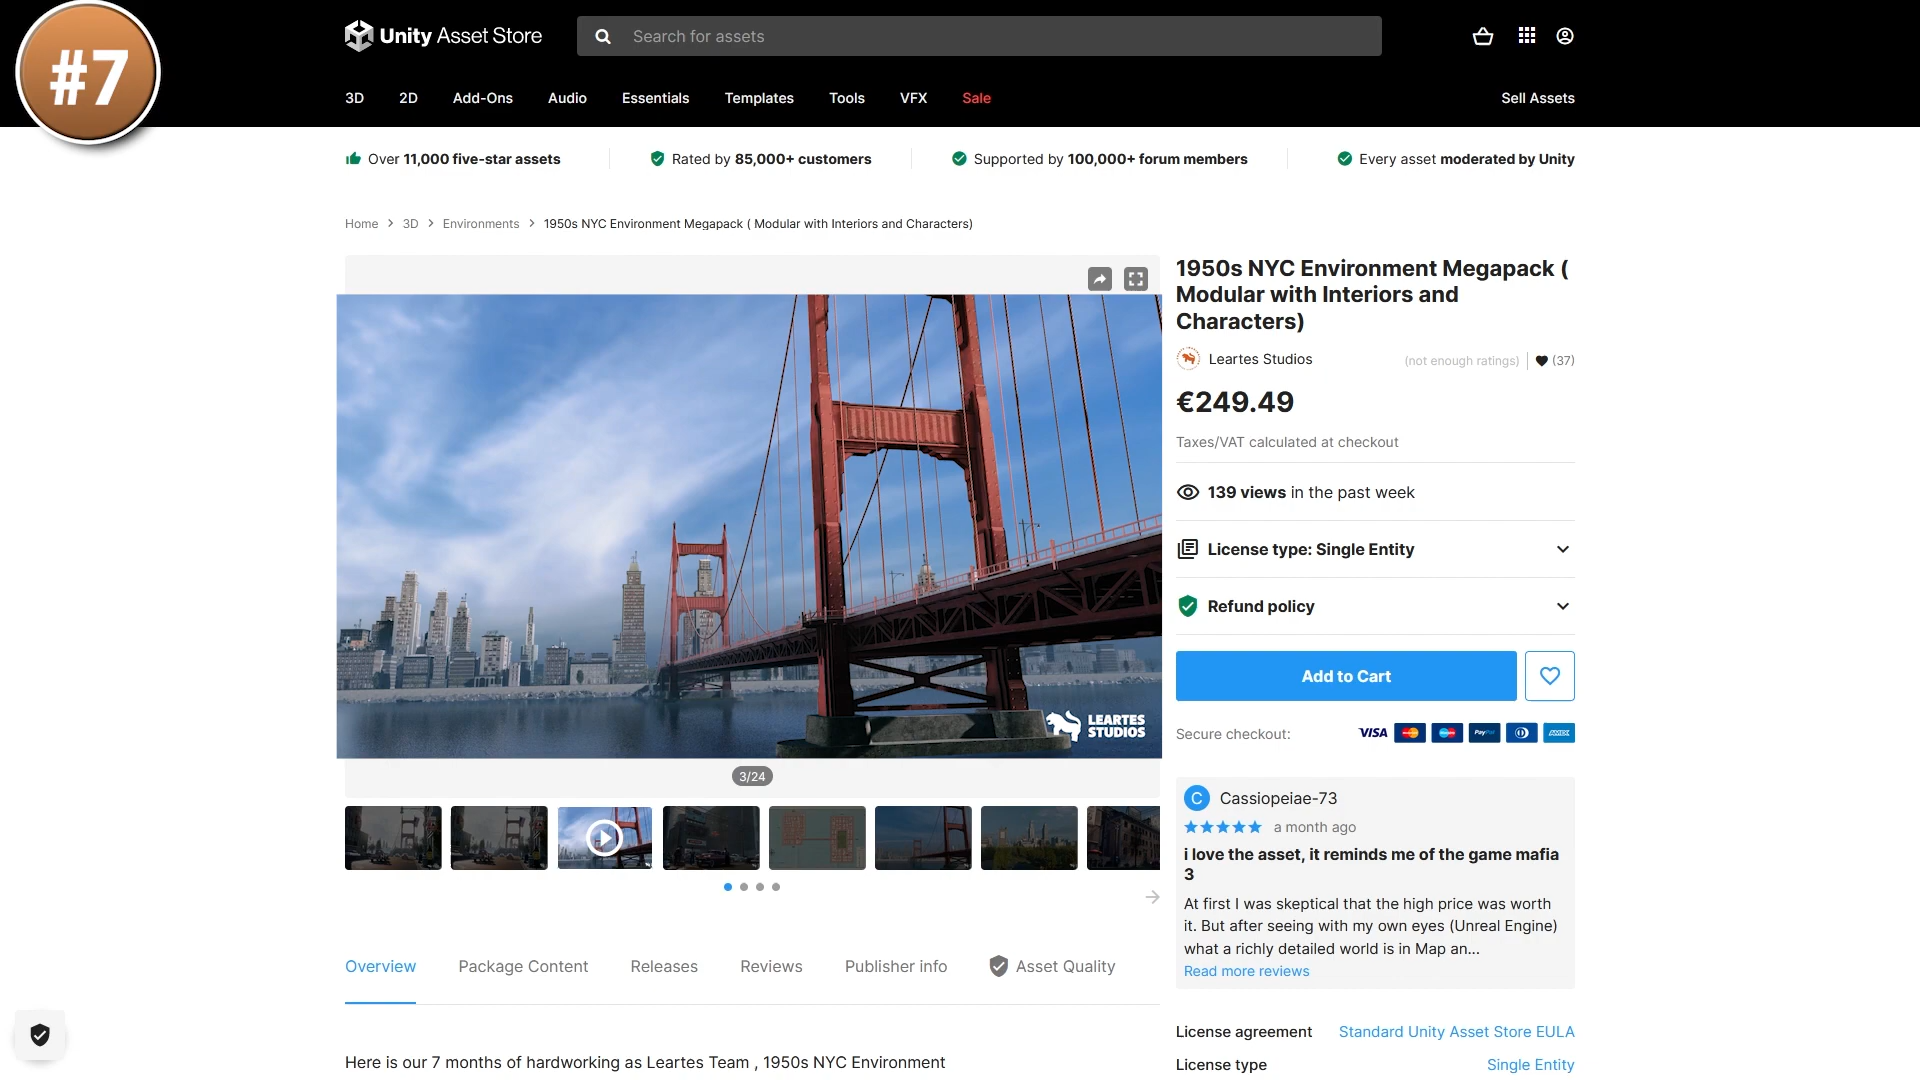 #7
Unity Asset Store
Search for assets
3D 2D Add-Ons Audio Essentials Templates Tools VFX Sale Sell Assets
Over 11,000 five-star assets Rated by 85,000+ customers Supported by 100,000+ forum members Every asset moderated by Unity
Home > 3D > Environments > 1950s NYC Environment Megapack ( Modular with Interiors and Characters)
1950s NYC Environment Megapack (
Modular with Interiors and
Characters)
Leartes Studios (not enough ratings) (37)
€249.49
Taxes/VAT calculated at checkout
139 views in the past week
License type: Single Entity
Refund policy
Add to Cart
LEARTES
STUDIOS
Secure checkout: VISA PayPal AMEX
3/24
C Cassiopeiae-73
a month ago
i love the asset, it reminds me of the game mafia
3
At first I was skeptical that the high price was worth
it. But after seeing with my own eyes (Unreal Engine)
what a richly detailed world is in Map an...
Read more reviews
Overview Package Content Releases Reviews Publisher info Asset Quality
License agreement Standard Unity Asset Store EULA
Here is our 7 months of hardworking as Leartes Team , 1950s NYC Environment
License type Single Entity